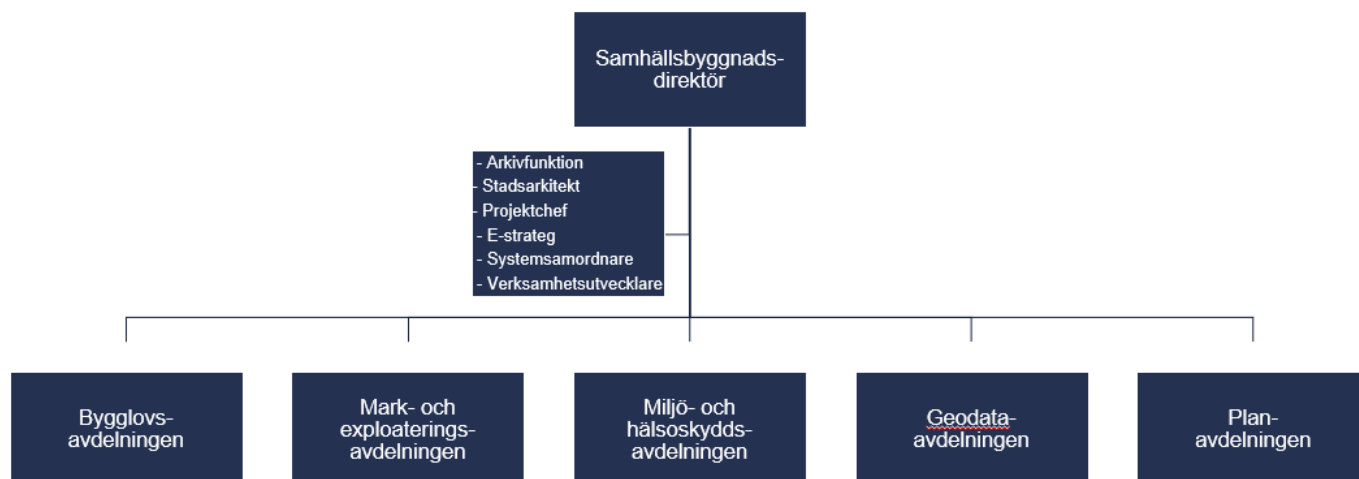 Samhällsbyggnads-
direktör
- Arkivfunktion
- Stadsarkitekt
- Projektchef
- E-strateg
- Systemsamordnare
- Verksamhetsutvecklare
Bygglovs-
avdelningen
Mark- och
exploaterings-
avdelningen
Miljö- och
hälsoskydds-
avdelningen
Geodata-
avdelningen
Plan-
avdelningen